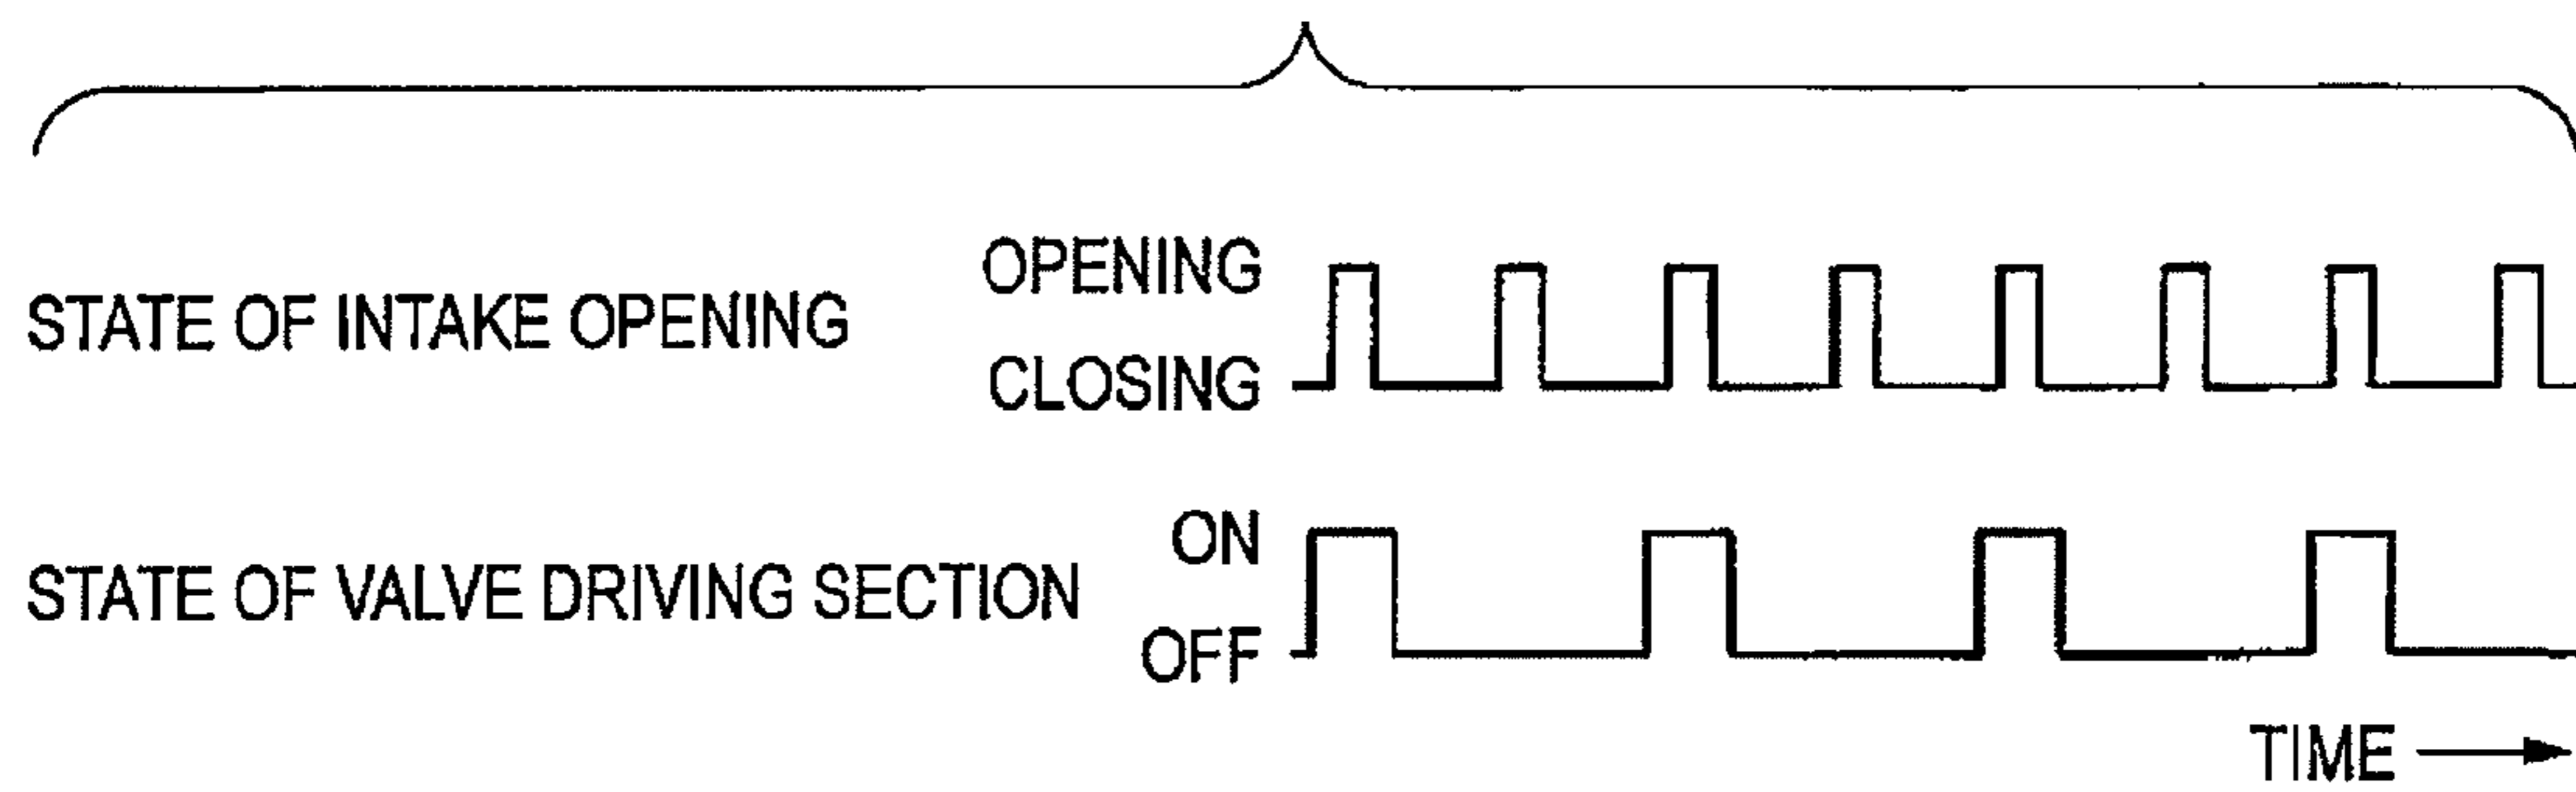 OPENING
STATE OF INTAKE OPENING
CLOSING
ON
STATE OF VALVE DRIVING SECTION
OFF
TIME